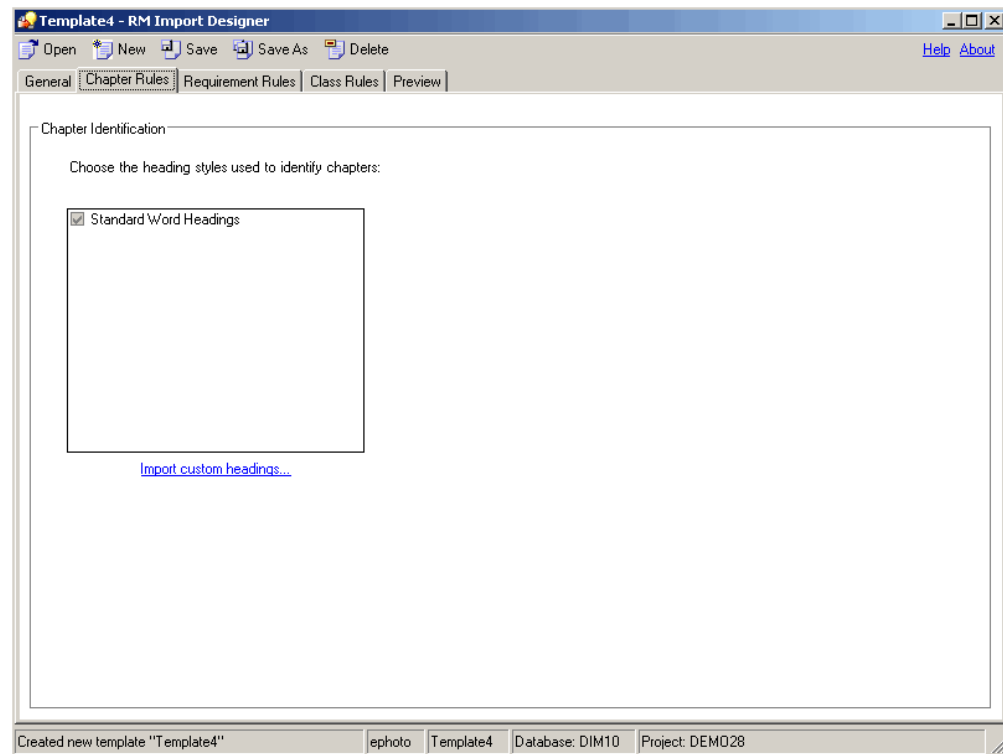 Template4 - RM Import Designer
Open New Save Save As Delete Help About
General Chapter Rules Requirement Rules Class Rules Preview
Chapter Identification
Choose the heading styles used to identify chapters:
Standard Word Headings
Import custom headings...
Created new template "Template4" ephoto Template4 Database: DIM10 Project: DEMO28